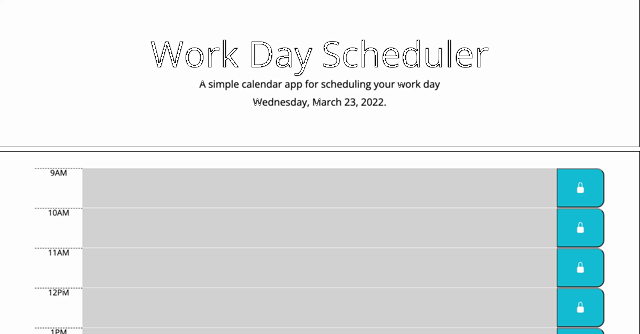 Work Day Scheduler
A simple calendar app for scheduling your work day
Wednesday, March 23, 2022.
9AM
10AM
11AM
12PM
1PM